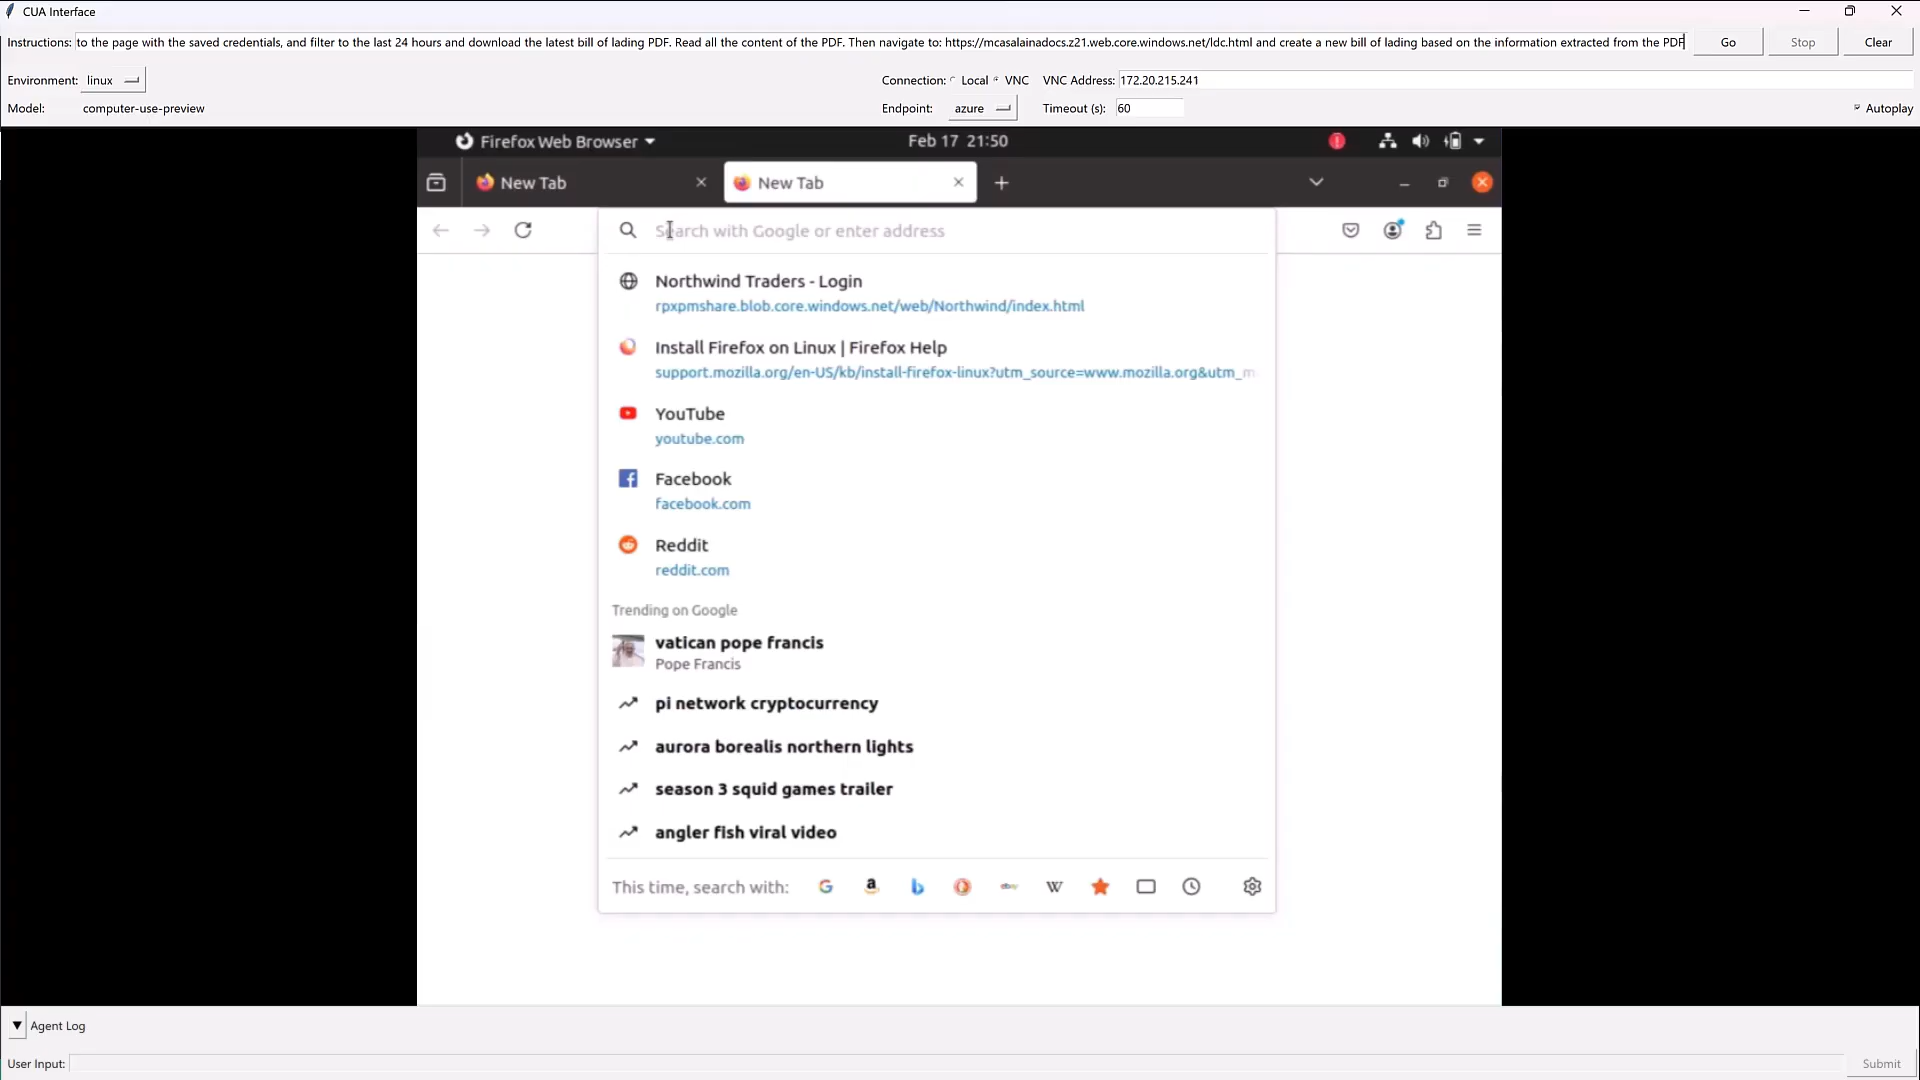 CUA Interface
Instructions: to the page with the saved credentials, and filter to the last 24 hours and download the latest bill of lading PDF. Read all the content of the PDF. Then navigate to: https://mcasalainadocs.z21.web.core.windows.net/ldc.html and create a new bill of lading based on the information extracted from the PDF Go Stop Clear
Environment: linux Connection: Local VNC VNC Address: 172.20.215.241
Model: computer-use-preview Endpoint: azure Timeout (s): 60 Autoplay
Firefox Web Browser Feb 17 21:50
New Tab New Tab
Search with Google or enter address
Northwind Traders - Login
rpxpmshare.blob.core.windows.net/web/Northwind/index.html
Install Firefox on Linux | Firefox Help
support.mozilla.org/en-US/kb/install-firefox-linux?utm_source=www.mozilla.org&utm_m
YouTube
youtube.com
Facebook
facebook.com
Reddit
reddit.com
Trending on Google
vatican pope francis
Pope Francis
pi network cryptocurrency
aurora borealis northern lights
season 3 squid games trailer
angler fish viral video
This time, search with:
Agent Log
User Input: Submit